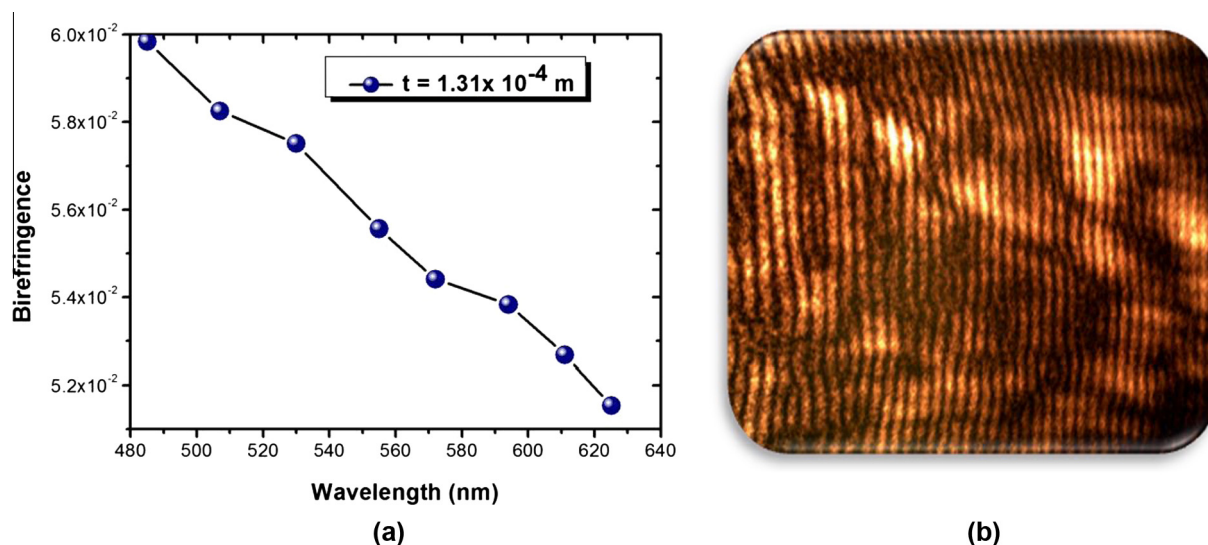 6.0x10⁻²
5.8x10⁻²
5.6x10⁻²
5.4x10⁻²
5.2x10⁻²
Birefringence
t = 1.31x 10⁻⁴ m
480 500 520 540 560 580 600 620 640
Wavelength (nm)
(a)
(b)